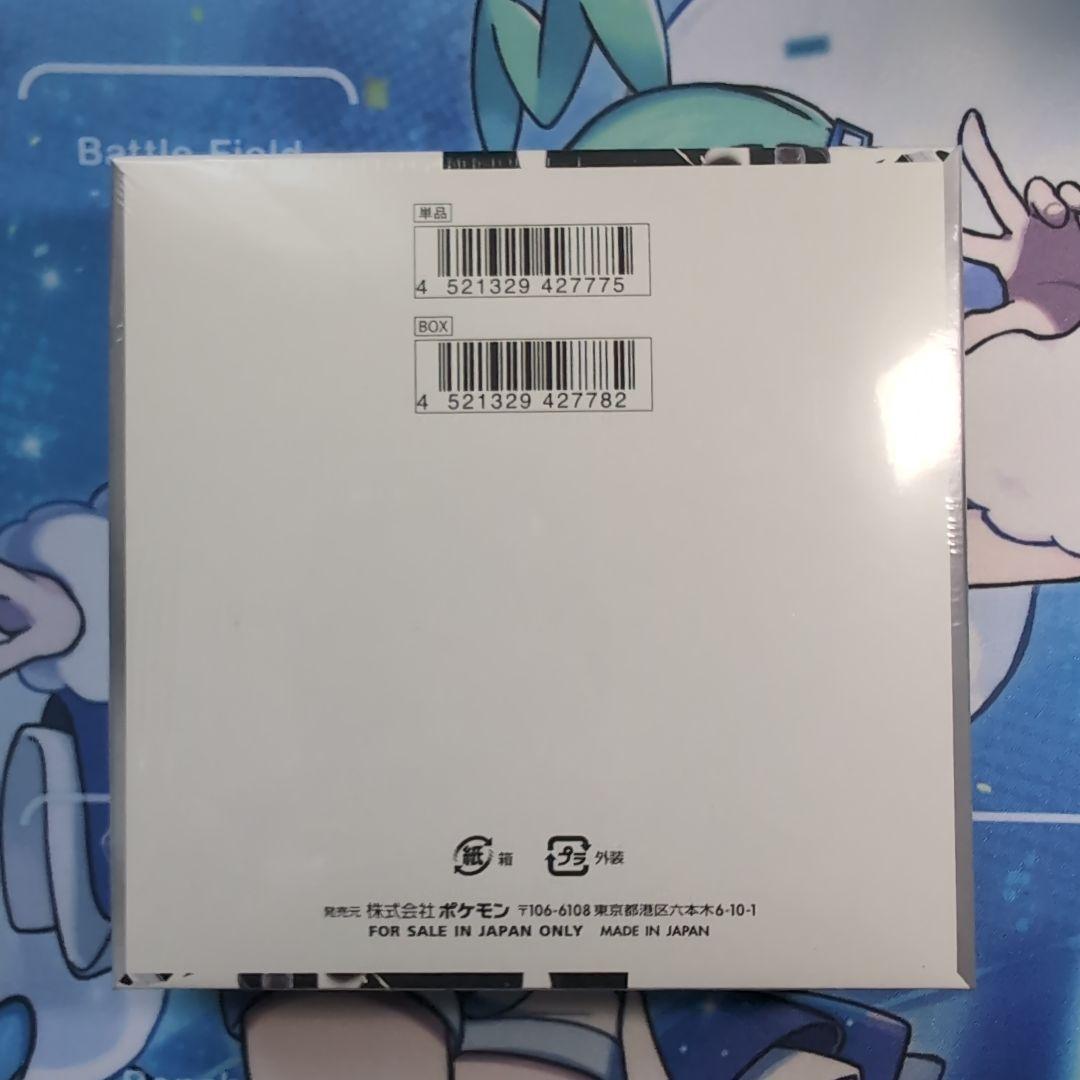 Battle Field
単品
4 521329 427775
BOX
4 521329 427782
紙 箱 プラ 外装
発売元 株式会社ポケモン 〒106-6108 東京都港区六本木6-10-1
FOR SALE IN JAPAN ONLY MADE IN JAPAN